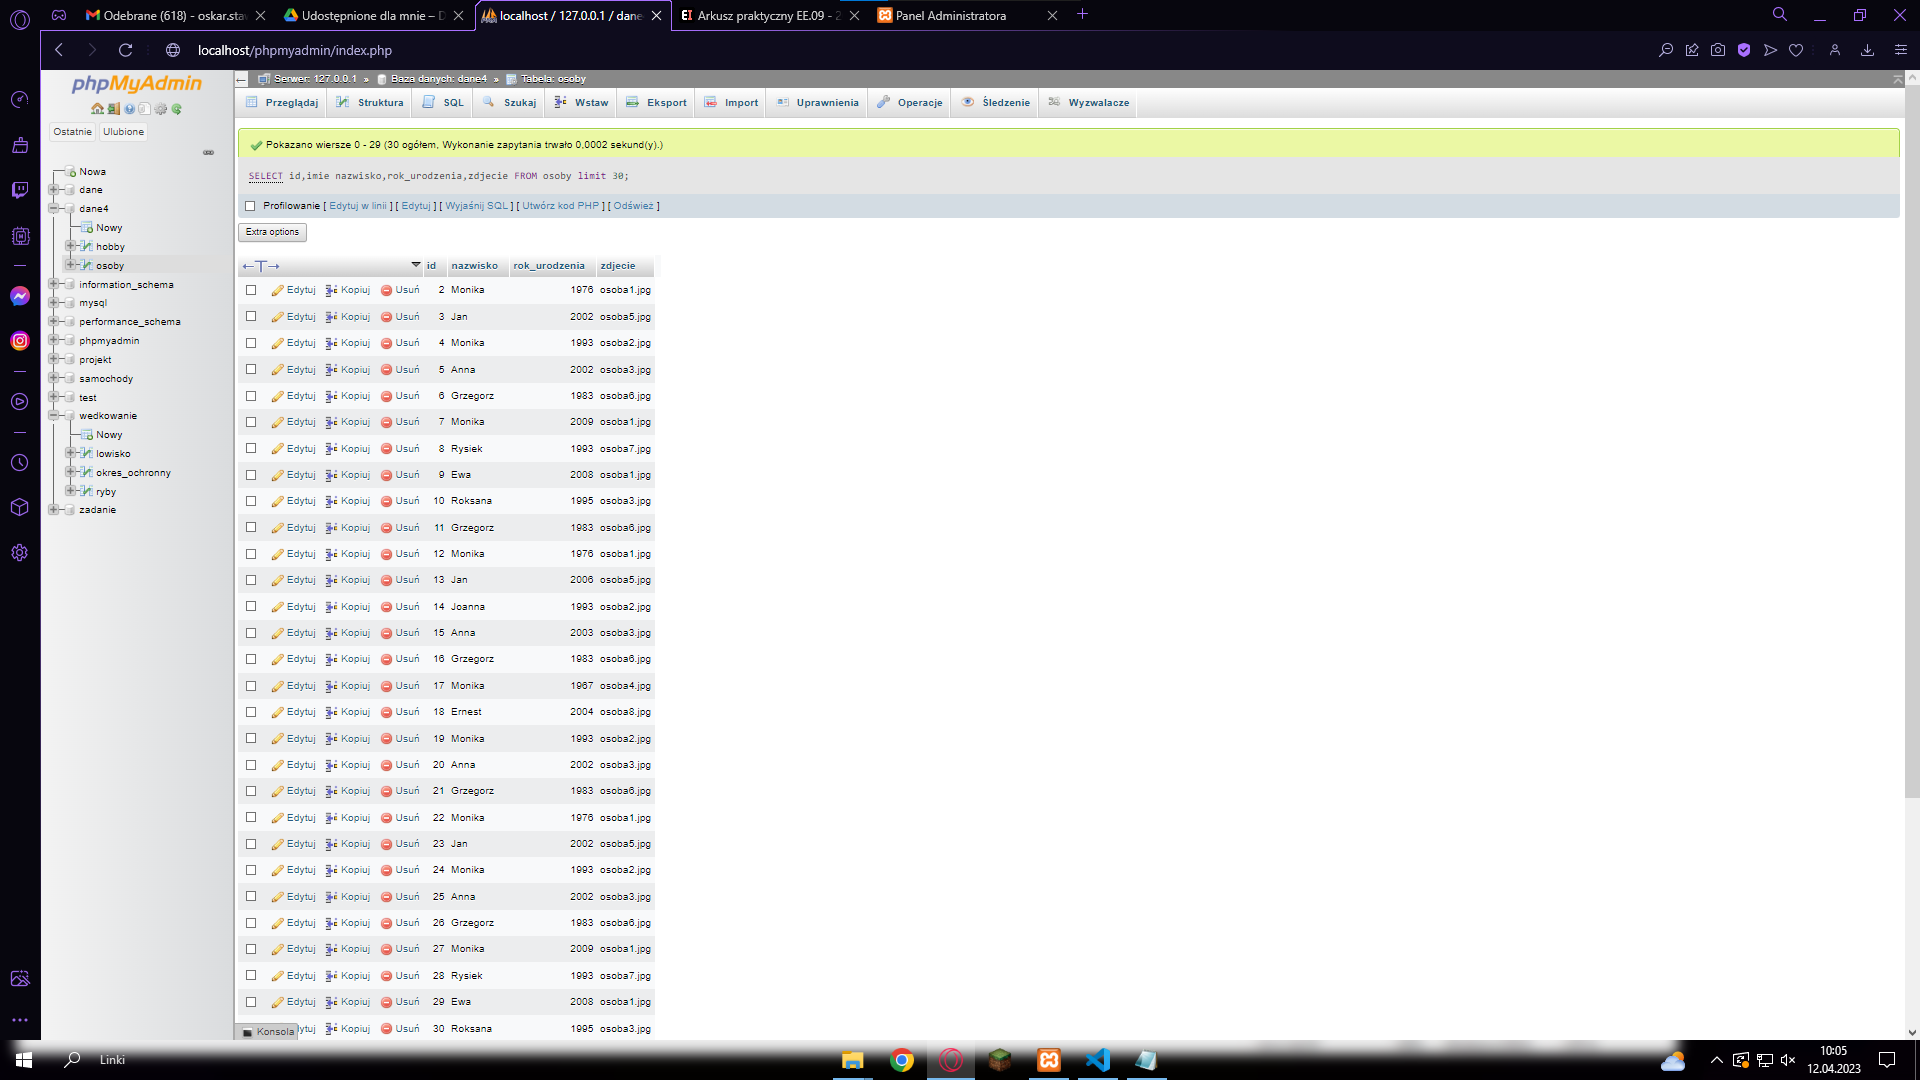 Odebrane (618) - oskar.sta
Udostępnione dla mnie – D
localhost / 127.0.0.1 / dane
EI Arkusz praktyczny EE.09 - 2
Panel Administratora
localhost/phpmyadmin/index.php
phpMyAdmin
Ostatnie Ulubione
Nowa
dane
dane4
Nowy
hobby
osoby
information_schema
mysql
performance_schema
phpmyadmin
projekt
samochody
test
wedkowanie
Nowy
lowisko
okres_ochronny
ryby
zadanie
Serwer: 127.0.0.1 » Baza danych: dane4 » Tabela: osoby
Przeglądaj Struktura SQL Szukaj Wstaw Eksport Import Uprawnienia Operacje Śledzenie Wyzwalacze
Pokazano wiersze 0 - 29 (30 ogółem, Wykonanie zapytania trwało 0,0002 sekund(y).)
SELECT id,imie nazwisko,rok_urodzenia,zdjecie FROM osoby limit 30;
Profilowanie [ Edytuj w linii ] [ Edytuj ] [ Wyjaśnij SQL ] [ Utwórz kod PHP ] [ Odśwież ]
Extra options
←T→ id nazwisko rok_urodzenia zdjecie
Edytuj Kopiuj Usuń 2 Monika 1976 osoba1.jpg
Edytuj Kopiuj Usuń 3 Jan 2002 osoba5.jpg
Edytuj Kopiuj Usuń 4 Monika 1993 osoba2.jpg
Edytuj Kopiuj Usuń 5 Anna 2002 osoba3.jpg
Edytuj Kopiuj Usuń 6 Grzegorz 1983 osoba6.jpg
Edytuj Kopiuj Usuń 7 Monika 2009 osoba1.jpg
Edytuj Kopiuj Usuń 8 Rysiek 1993 osoba7.jpg
Edytuj Kopiuj Usuń 9 Ewa 2008 osoba1.jpg
Edytuj Kopiuj Usuń 10 Roksana 1995 osoba3.jpg
Edytuj Kopiuj Usuń 11 Grzegorz 1983 osoba6.jpg
Edytuj Kopiuj Usuń 12 Monika 1976 osoba1.jpg
Edytuj Kopiuj Usuń 13 Jan 2006 osoba5.jpg
Edytuj Kopiuj Usuń 14 Joanna 1993 osoba2.jpg
Edytuj Kopiuj Usuń 15 Anna 2003 osoba3.jpg
Edytuj Kopiuj Usuń 16 Grzegorz 1983 osoba6.jpg
Edytuj Kopiuj Usuń 17 Monika 1967 osoba4.jpg
Edytuj Kopiuj Usuń 18 Ernest 2004 osoba8.jpg
Edytuj Kopiuj Usuń 19 Monika 1993 osoba2.jpg
Edytuj Kopiuj Usuń 20 Anna 2002 osoba3.jpg
Edytuj Kopiuj Usuń 21 Grzegorz 1983 osoba6.jpg
Edytuj Kopiuj Usuń 22 Monika 1976 osoba1.jpg
Edytuj Kopiuj Usuń 23 Jan 2002 osoba5.jpg
Edytuj Kopiuj Usuń 24 Monika 1993 osoba2.jpg
Edytuj Kopiuj Usuń 25 Anna 2002 osoba3.jpg
Edytuj Kopiuj Usuń 26 Grzegorz 1983 osoba6.jpg
Edytuj Kopiuj Usuń 27 Monika 2009 osoba1.jpg
Edytuj Kopiuj Usuń 28 Rysiek 1993 osoba7.jpg
Edytuj Kopiuj Usuń 29 Ewa 2008 osoba1.jpg
ytuj Kopiuj Usuń 30 Roksana 1995 osoba3.jpg
Konsola
Linki
10:05
12.04.2023